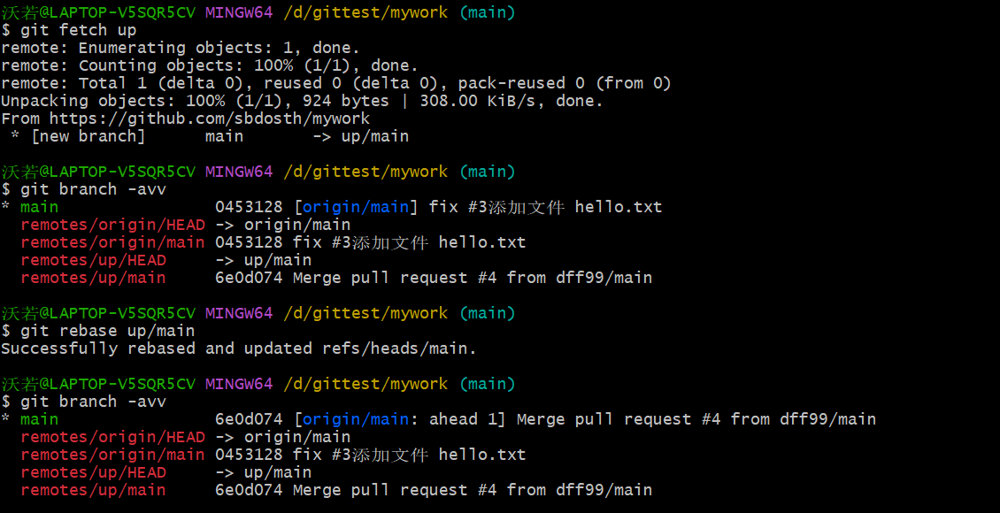 沃若@LAPTOP-V5SQR5CV MINGW64 /d/gittest/mywork (main)
$ git fetch up
remote: Enumerating objects: 1, done.
remote: Counting objects: 100% (1/1), done.
remote: Total 1 (delta 0), reused 0 (delta 0), pack-reused 0 (from 0)
Unpacking objects: 100% (1/1), 924 bytes | 308.00 KiB/s, done.
From https://github.com/sbdosth/mywork
 * [new branch]      main       -> up/main

沃若@LAPTOP-V5SQR5CV MINGW64 /d/gittest/mywork (main)
$ git branch -avv
* main                0453128 [origin/main] fix #3添加文件 hello.txt
  remotes/origin/HEAD -> origin/main
  remotes/origin/main 0453128 fix #3添加文件 hello.txt
  remotes/up/HEAD     -> up/main
  remotes/up/main     6e0d074 Merge pull request #4 from dff99/main

沃若@LAPTOP-V5SQR5CV MINGW64 /d/gittest/mywork (main)
$ git rebase up/main
Successfully rebased and updated refs/heads/main.

沃若@LAPTOP-V5SQR5CV MINGW64 /d/gittest/mywork (main)
$ git branch -avv
* main                6e0d074 [origin/main: ahead 1] Merge pull request #4 from dff99/main
  remotes/origin/HEAD -> origin/main
  remotes/origin/main 0453128 fix #3添加文件 hello.txt
  remotes/up/HEAD     -> up/main
  remotes/up/main     6e0d074 Merge pull request #4 from dff99/main